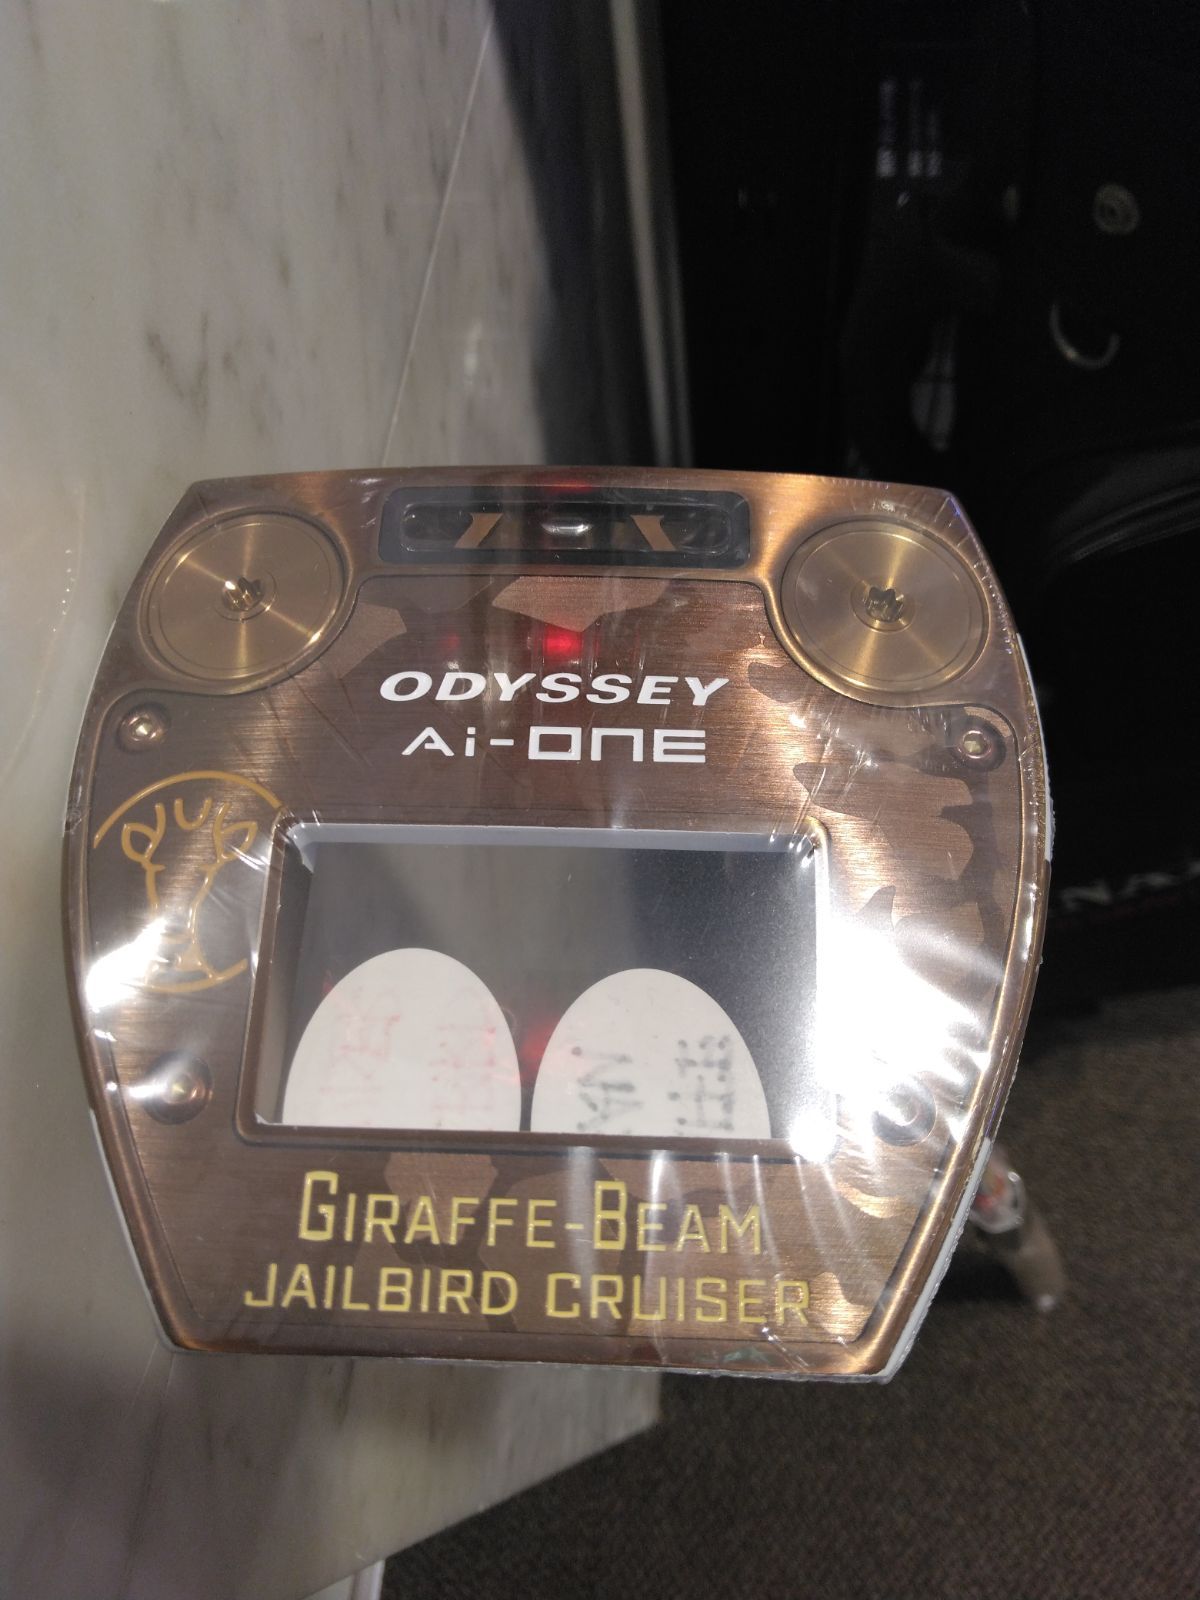 ODYSSEY
Ai-ONE
GIRAFFE-BEAM
JAILBIRD CRUISER